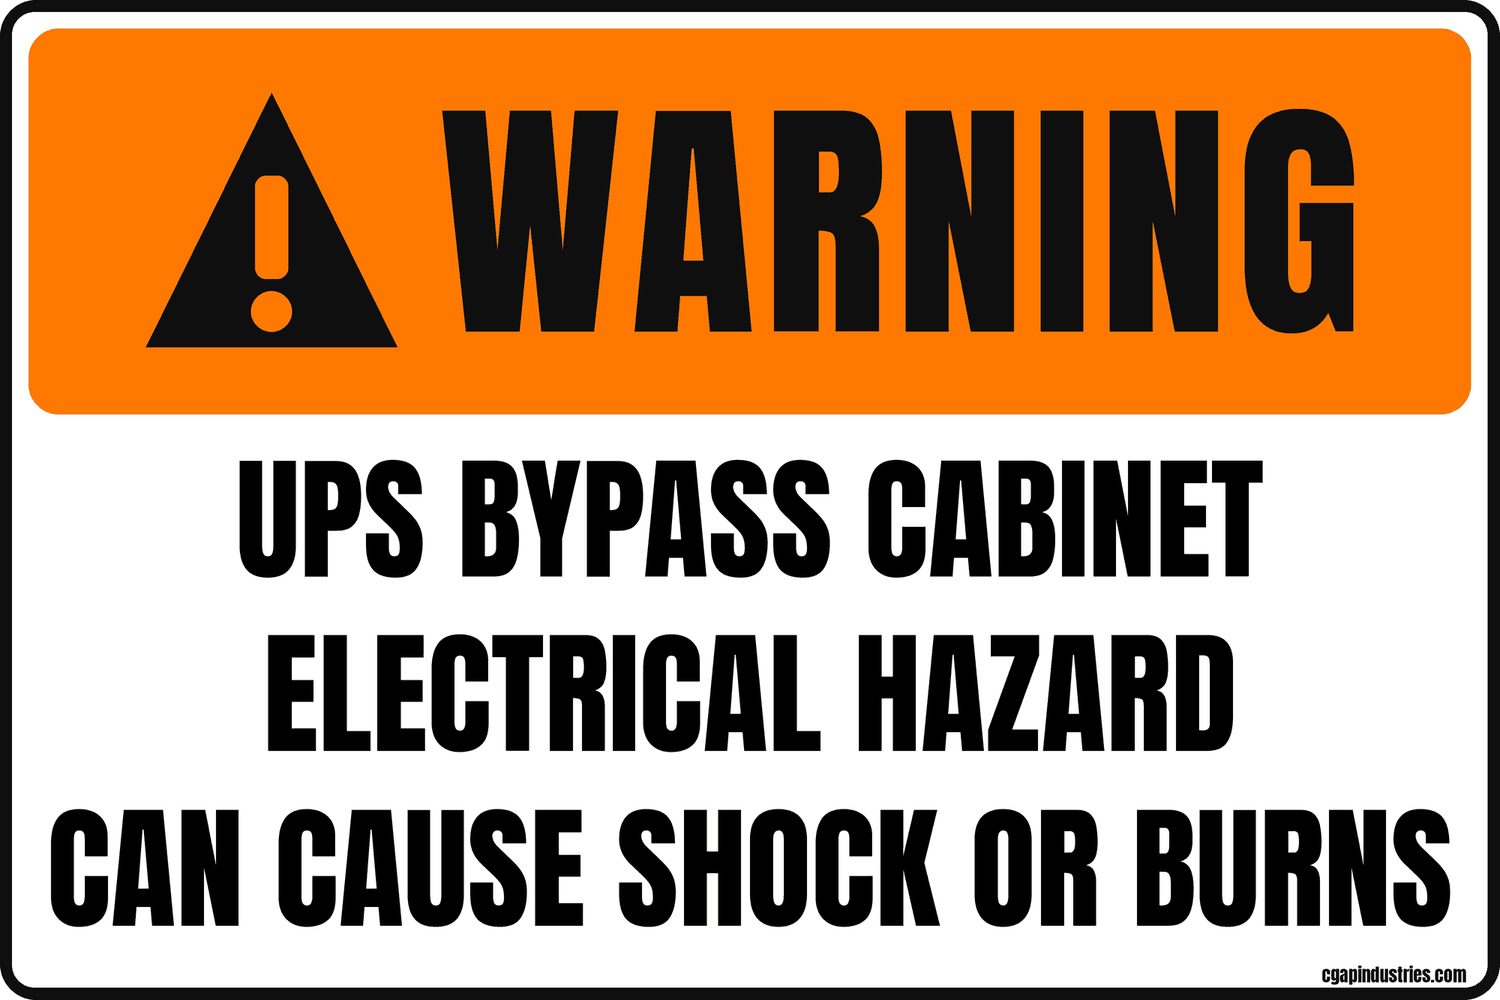 WARNING
UPS BYPASS CABINET
ELECTRICAL HAZARD
CAN CAUSE SHOCK OR BURNS
cgapindustries.com